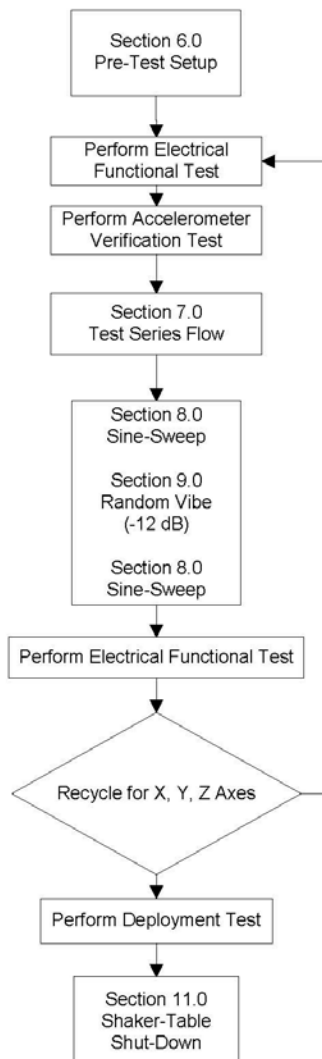 Section 6.0
Pre-Test Setup
Perform Electrical
Functional Test
Perform Accelerometer
Verification Test
Section 7.0
Test Series Flow
Section 8.0
Sine-Sweep
Section 9.0
Random Vibe
(-12 dB)
Section 8.0
Sine-Sweep
Perform Electrical Functional Test
Recycle for X, Y, Z Axes
Perform Deployment Test
Section 11.0
Shaker-Table
Shut-Down